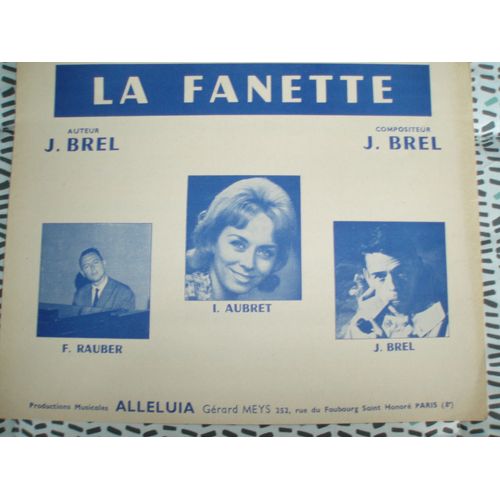 LA FANETTE
AUTEUR
J. BREL
COMPOSITEUR
J. BREL
I. AUBRET
F. RAUBER
J. BREL
Productions Musicales ALLELUIA Gérard MEYS 252, rue du Faubourg Saint Honoré PARIS (8e)